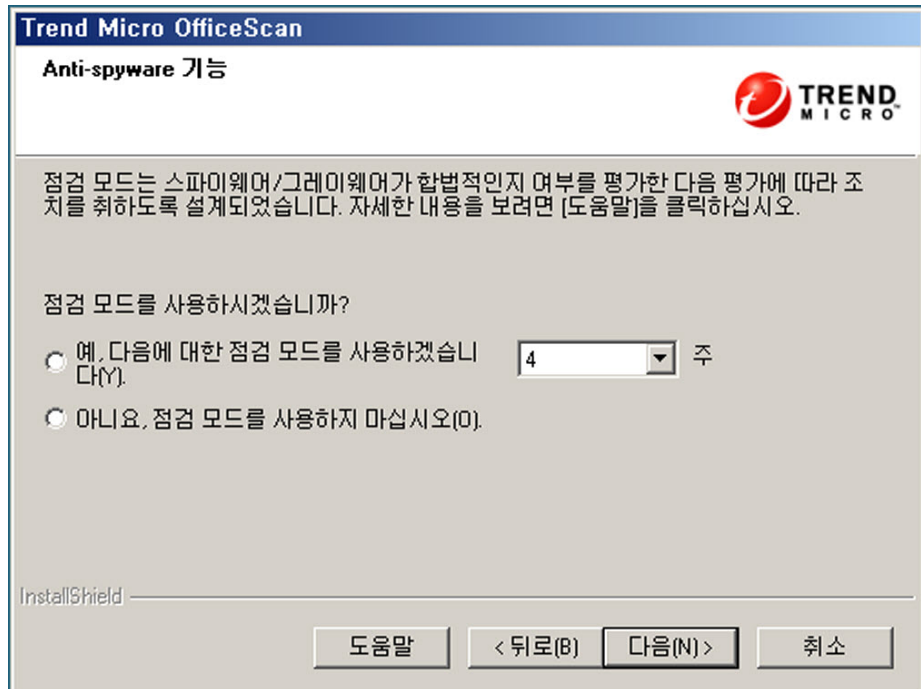 Trend Micro OfficeScan
Anti-spyware 기능
TREND
MICRO™
점검 모드는 스파이웨어/그레이웨어가 합법적인지 여부를 평가한 다음 평가에 따라 조
치를 취하도록 설계되었습니다. 자세한 내용을 보려면 [도움말]을 클릭하십시오.
점검 모드를 사용하시겠습니까?
예, 다음에 대한 점검 모드를 사용하겠습니
다(Y).
4
주
아니요, 점검 모드를 사용하지 마십시오(O).
InstallShield
도움말
< 뒤로(B)
다음(N) >
취소